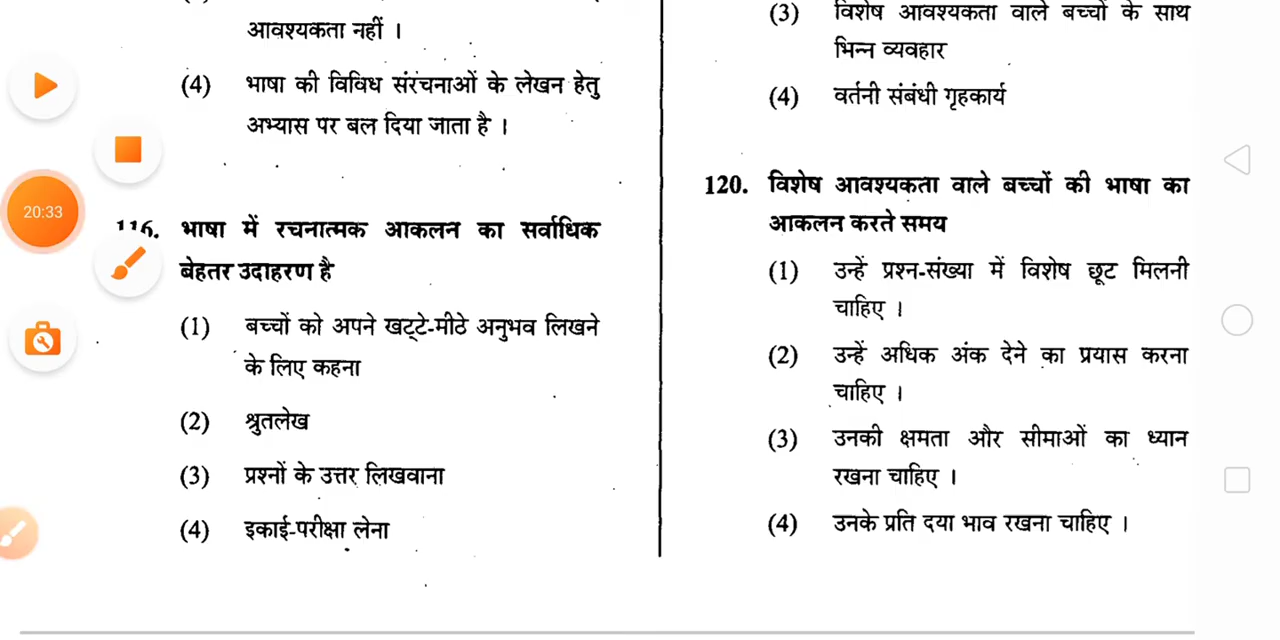 आवश्यकता नहीं ।
(4) भाषा की विविध संरचनाओं के लेखन हेतु
अभ्यास पर बल दिया जाता है ।
116. भाषा में रचनात्मक आकलन का सर्वाधिक
बेहतर उदाहरण है
(1) बच्चों को अपने खट्टे-मीठे अनुभव लिखने
के लिए कहना
(2) श्रुतलेख
(3) प्रश्नों के उत्तर लिखवाना
(4) इकाई-परीक्षा लेना
(3) विशेष आवश्यकता वाले बच्चों के साथ
भिन्न व्यवहार
(4) वर्तनी संबंधी गृहकार्य
120. विशेष आवश्यकता वाले बच्चों की भाषा का
आकलन करते समय
(1) उन्हें प्रश्न-संख्या में विशेष छूट मिलनी
चाहिए ।
(2) उन्हें अधिक अंक देने का प्रयास करना
चाहिए ।
(3) उनकी क्षमता और सीमाओं का ध्यान
रखना चाहिए ।
(4) उनके प्रति दया भाव रखना चाहिए ।
20:33